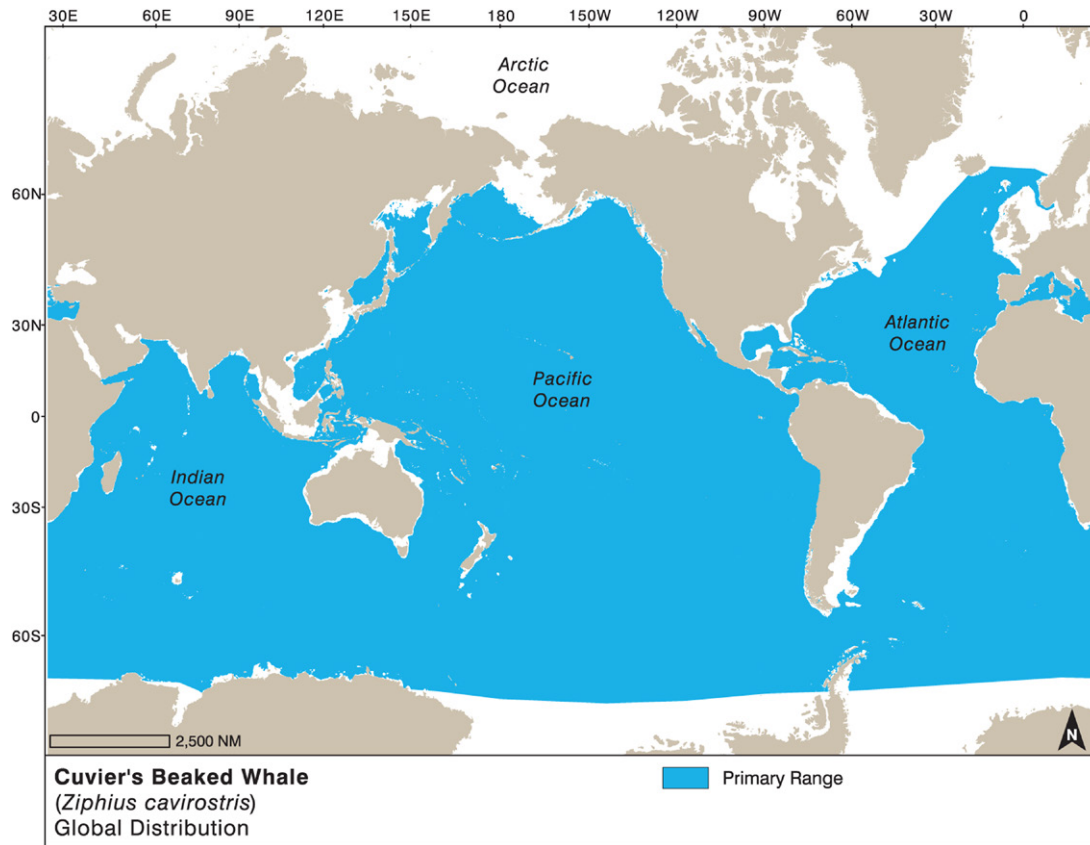 30E 60E 90E 120E 150E 180 150W 120W 90W 60W 30W 0
Arctic
Ocean
60N
30N
Atlantic
Ocean
Pacific
Ocean
0
Indian
Ocean
30S
60S
2,500 NM
N
Cuvier's Beaked Whale
(Ziphius cavirostris)
Global Distribution
Primary Range